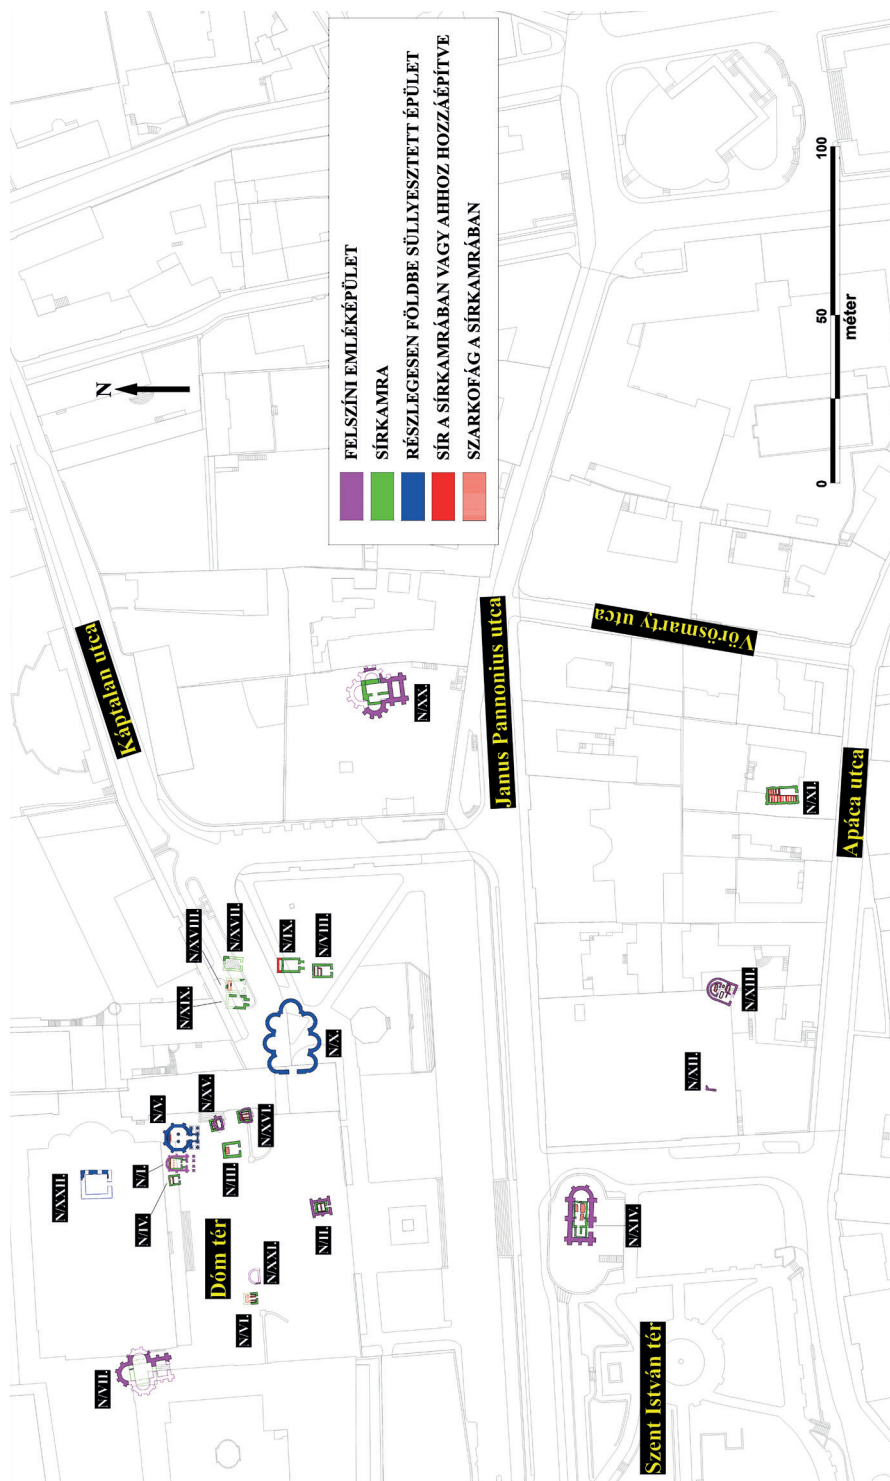 FELSZÍNI EMLÉKÉPÜLET
SÍRKAMRA
RÉSZLEGESEN FÖLDBE SÜLLYESZTETT ÉPÜLET
SÍR A SÍRKAMRÁBAN VAGY AHHOZ HOZZÁÉPÍTVE
SZARKOFÁG A SÍRKAMRÁBAN
N
0
50
100
méter
Káptalan utca
Janus Pannonius utca
Vörösmarty utca
Apáca utca
Dóm tér
Szent István tér
N/VII.
N/XXII.
N/IV.
N/I.
N/V.
N/XV.
N/XVI.
N/III.
N/II.
N/VI.
N/XXI.
N/XIX.
N/XVIII.
N/XVII.
N/IX.
N/VIII.
N/X.
N/XX.
N/XIV.
N/XII.
N/XIII.
N/XI.